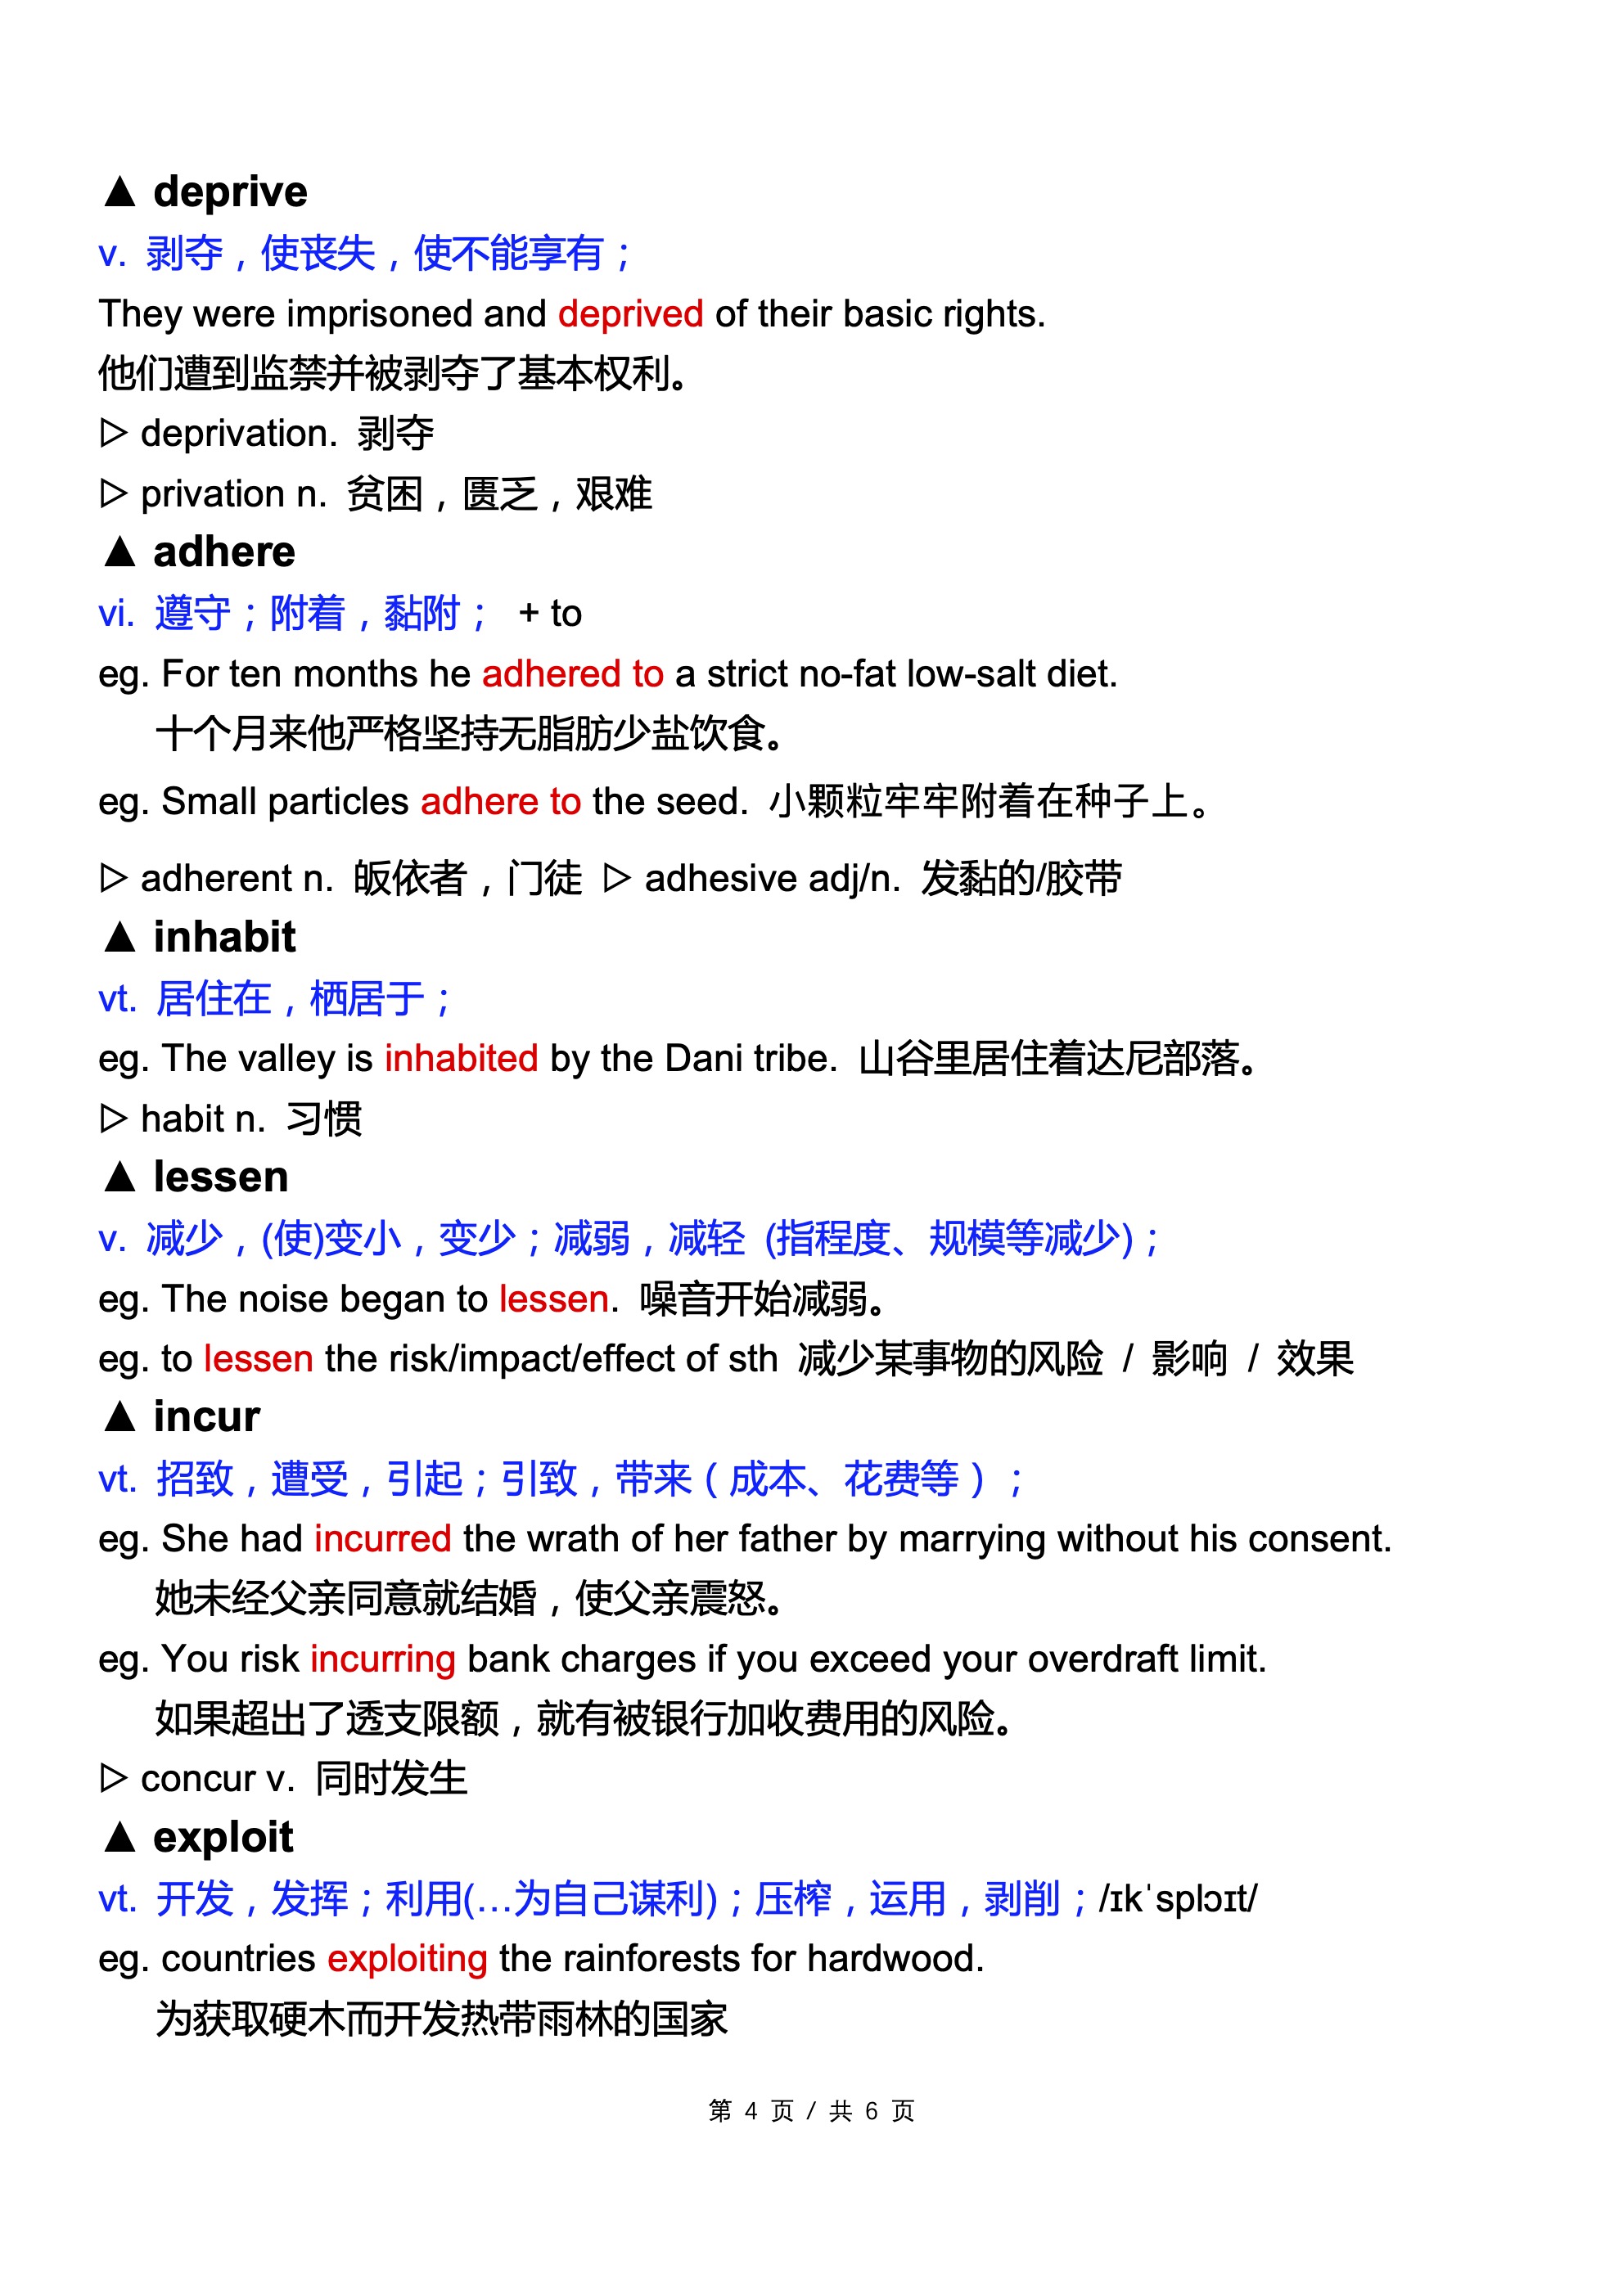 ▲ deprive
v. 剥夺，使丧失，使不能享有；
They were imprisoned and deprived of their basic rights.
他们遭到监禁并被剥夺了基本权利。
▷ deprivation. 剥夺
▷ privation n. 贫困，匮乏，艰难
▲ adhere
vi. 遵守；附着，黏附； + to
eg. For ten months he adhered to a strict no-fat low-salt diet.
十个月来他严格坚持无脂肪少盐饮食。
eg. Small particles adhere to the seed. 小颗粒牢牢附着在种子上。
▷ adherent n. 皈依者，门徒 ▷ adhesive adj/n. 发黏的/胶带
▲ inhabit
vt. 居住在，栖居于；
eg. The valley is inhabited by the Dani tribe. 山谷里居住着达尼部落。
▷ habit n. 习惯
▲ lessen
v. 减少，(使)变小，变少；减弱，减轻 (指程度、规模等减少)；
eg. The noise began to lessen. 噪音开始减弱。
eg. to lessen the risk/impact/effect of sth 减少某事物的风险 / 影响 / 效果
▲ incur
vt. 招致，遭受，引起；引致，带来（成本、花费等）；
eg. She had incurred the wrath of her father by marrying without his consent.
她未经父亲同意就结婚，使父亲震怒。
eg. You risk incurring bank charges if you exceed your overdraft limit.
如果超出了透支限额，就有被银行加收费用的风险。
▷ concur v. 同时发生
▲ exploit
vt. 开发，发挥；利用(…为自己谋利)；压榨，运用，剥削；/ɪkˈsplɔɪt/
eg. countries exploiting the rainforests for hardwood.
为获取硬木而开发热带雨林的国家
第 4 页 / 共 6 页